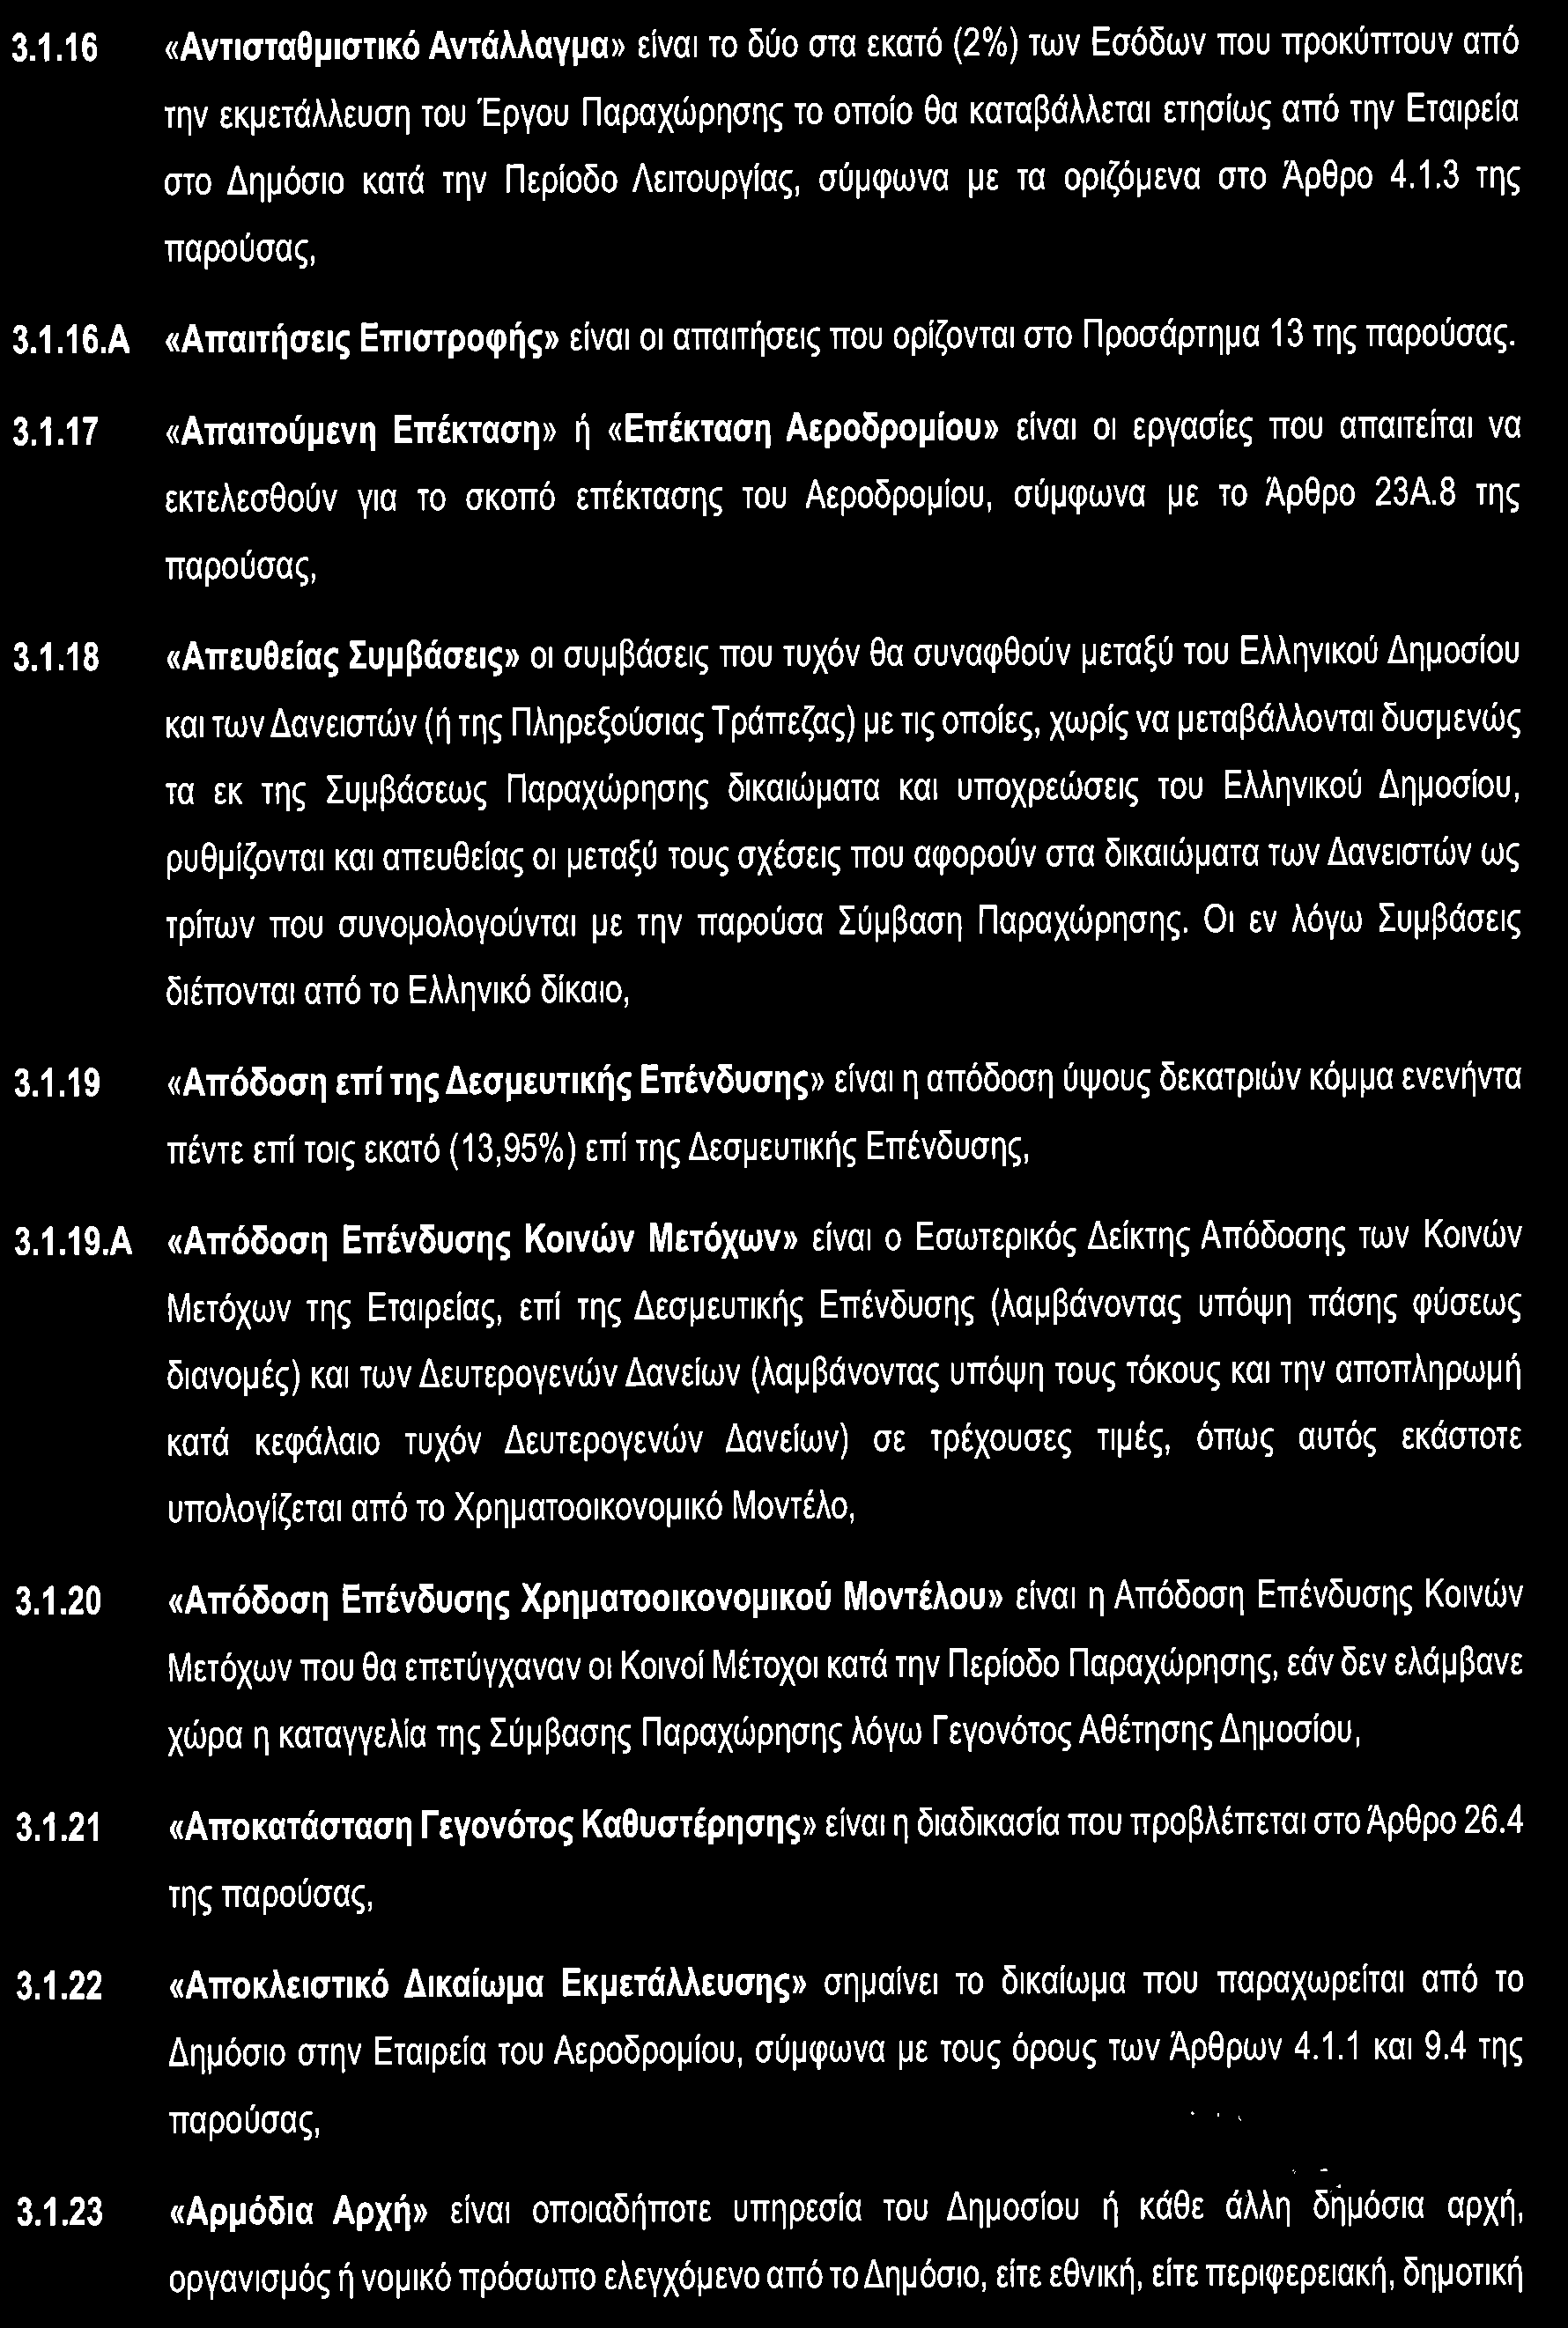 3.1.16 «Αντισταθμιστικό Αντάλλαγμα» είναι το δύο στα εκατό (2%) των Εσόδων που προκύπτουν από
την εκμετάλλευση του Έργου Παραχώρησης το οποίο θα καταβάλλεται ετησίως από την Εταιρεία
στο Δημόσιο κατά την Περίοδο Λειτουργίας, σύμφωνα με τα οριζόμενα στο Άρθρο 4.1.3 της
παρούσας,
3.1.16.Α «Απαιτήσεις Επιστροφής» είναι οι απαιτήσεις που ορίζονται στο Προσάρτημα 13 της παρούσας.
3.1.17 «Απαιτούμενη Επέκταση» ή «Επέκταση Αεροδρομίου» είναι οι εργασίες που απαιτείται να
εκτελεσθούν για το σκοπό επέκτασης του Αεροδρομίου, σύμφωνα με το Άρθρο 23Α.8 της
παρούσας,
3.1.18 «Απευθείας Συμβάσεις» οι συμβάσεις που τυχόν θα συναφθούν μεταξύ του Ελληνικού Δημοσίου
και των Δανειστών (ή της Πληρεξούσιας Τράπεζας) με τις οποίες, χωρίς να μεταβάλλονται δυσμενώς
τα εκ της Συμβάσεως Παραχώρησης δικαιώματα και υποχρεώσεις του Ελληνικού Δημοσίου,
ρυθμίζονται και απευθείας οι μεταξύ τους σχέσεις που αφορούν στα δικαιώματα των Δανειστών ως
τρίτων που συνομολογούνται με την παρούσα Σύμβαση Παραχώρησης. Οι εν λόγω Συμβάσεις
διέπονται από το Ελληνικό δίκαιο,
3.1.19 «Απόδοση επί της Δεσμευτικής Επένδυσης» είναι η απόδοση ύψους δεκατριών κόμμα ενενήντα
πέντε επί τοις εκατό (13,95%) επί της Δεσμευτικής Επένδυσης,
3.1.19.Α «Απόδοση Επένδυσης Κοινών Μετόχων» είναι ο Εσωτερικός Δείκτης Απόδοσης των Κοινών
Μετόχων της Εταιρείας, επί της Δεσμευτικής Επένδυσης (λαμβάνοντας υπόψη πάσης φύσεως
διανομές) και των Δευτερογενών Δανείων (λαμβάνοντας υπόψη τους τόκους και την αποπληρωμή
κατά κεφάλαιο τυχόν Δευτερογενών Δανείων) σε τρέχουσες τιμές, όπως αυτός εκάστοτε
υπολογίζεται από το Χρηματοοικονομικό Μοντέλο,
3.1.20 «Απόδοση Επένδυσης Χρηματοοικονομικού Μοντέλου» είναι η Απόδοση Επένδυσης Κοινών
Μετόχων που θα επετύγχαναν οι Κοινοί Μέτοχοι κατά την Περίοδο Παραχώρησης, εάν δεν ελάμβανε
χώρα η καταγγελία της Σύμβασης Παραχώρησης λόγω Γεγονότος Αθέτησης Δημοσίου,
3.1.21 «Αποκατάσταση Γεγονότος Καθυστέρησης» είναι η διαδικασία που προβλέπεται στο Άρθρο 26.4
της παρούσας,
3.1.22 «Αποκλειστικό Δικαίωμα Εκμετάλλευσης» σημαίνει το δικαίωμα που παραχωρείται από το
Δημόσιο στην Εταιρεία του Αεροδρομίου, σύμφωνα με τους όρους των Άρθρων 4.1.1 και 9.4 της
παρούσας,
3.1.23 «Αρμόδια Αρχή» είναι οποιαδήποτε υπηρεσία του Δημοσίου ή κάθε άλλη δημόσια αρχή,
οργανισμός ή νομικό πρόσωπο ελεγχόμενο από το Δημόσιο, είτε εθνική, είτε περιφερειακή, δημοτική